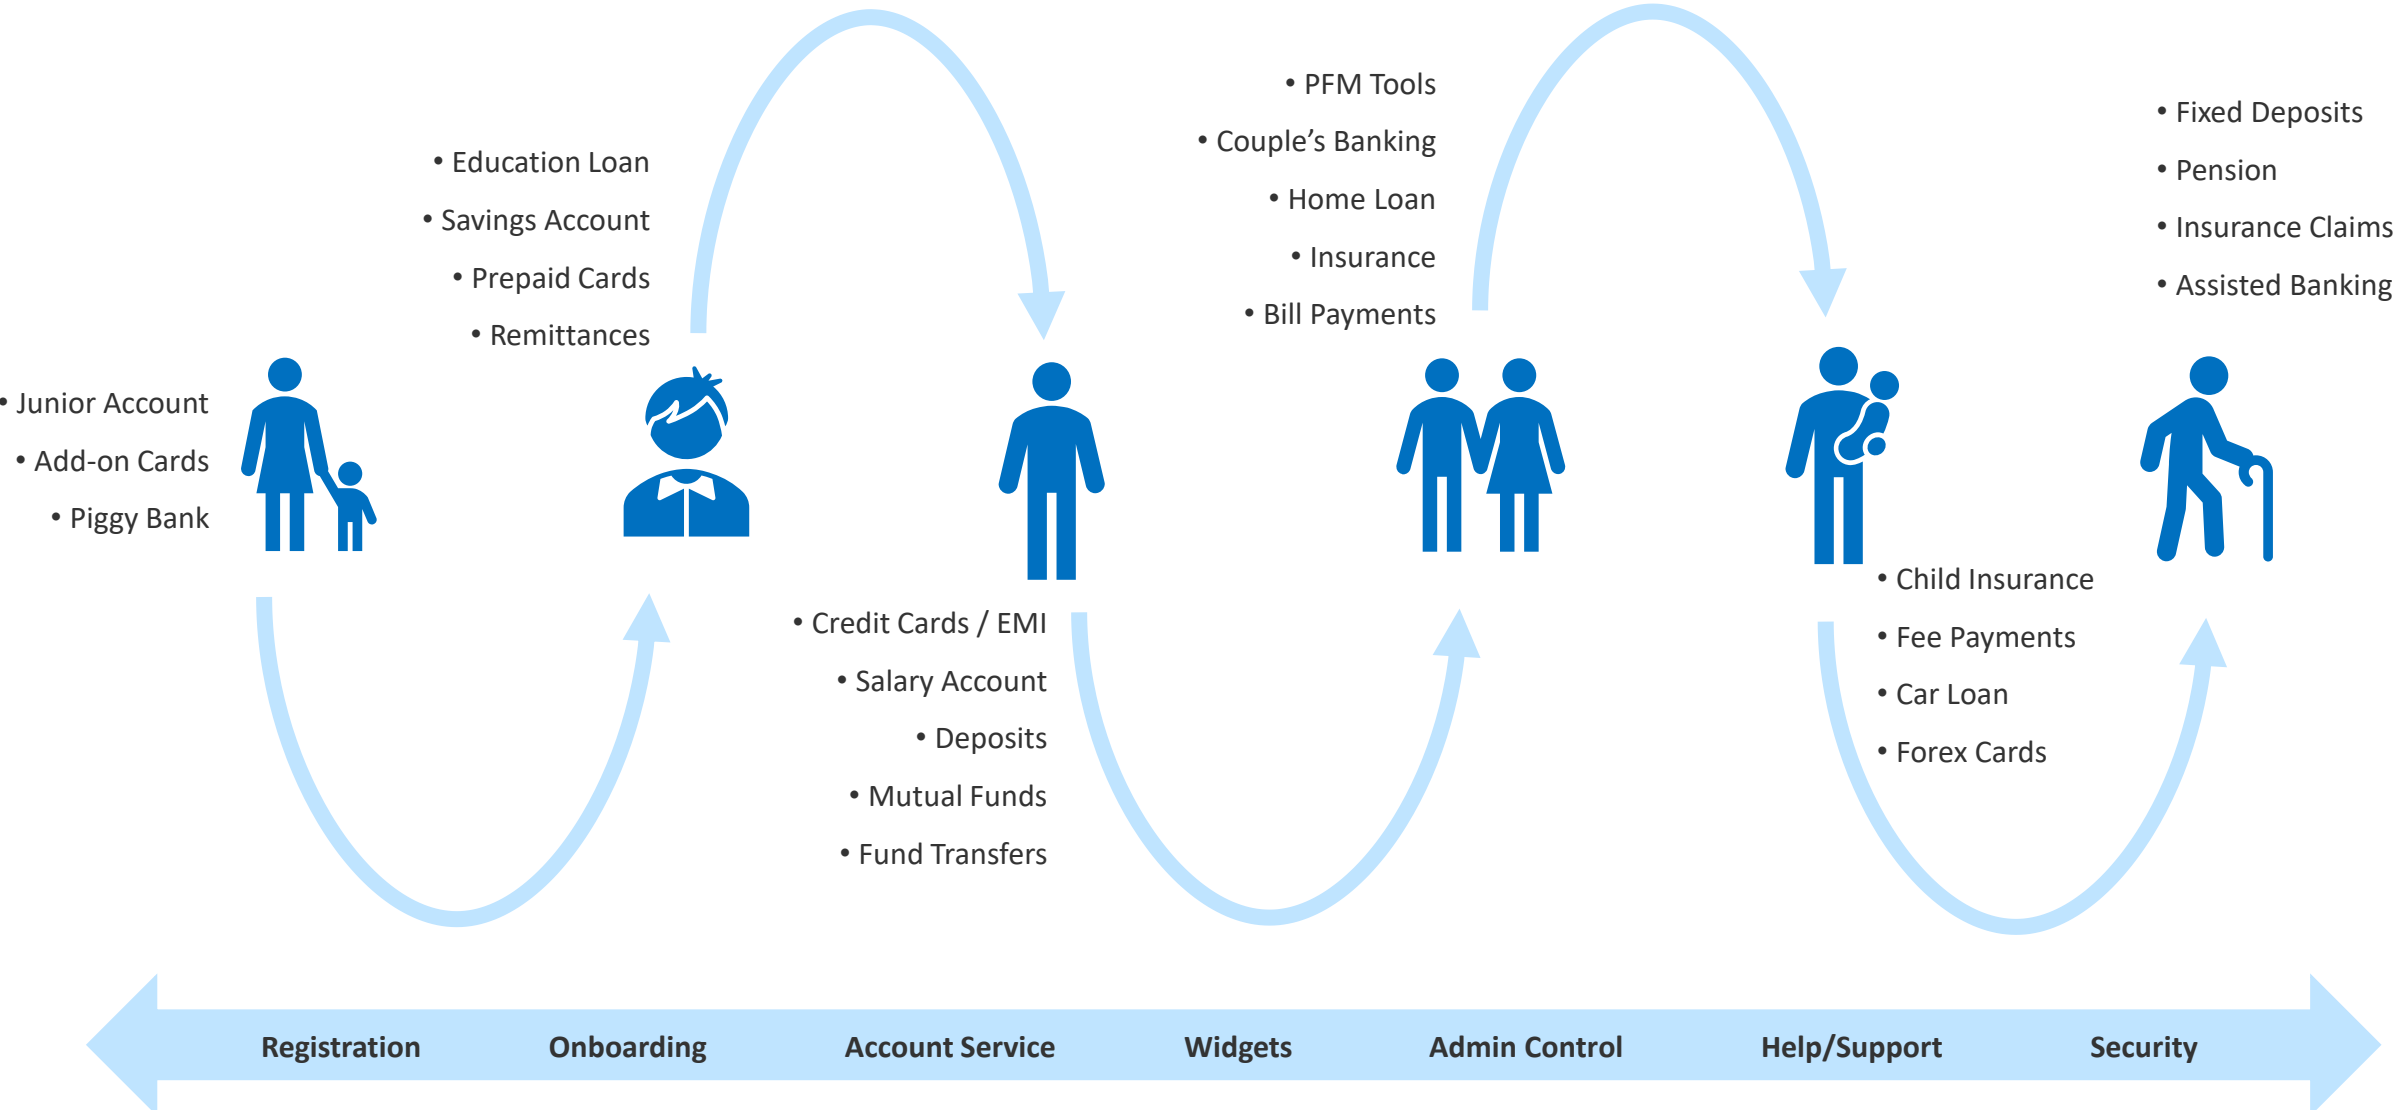 • Junior Account
• Add-on Cards
• Piggy Bank
• Education Loan
• Savings Account
• Prepaid Cards
• Remittances
• Credit Cards / EMI
• Salary Account
• Deposits
• Mutual Funds
• Fund Transfers
• PFM Tools
• Couple’s Banking
• Home Loan
• Insurance
• Bill Payments
• Child Insurance
• Fee Payments
• Car Loan
• Forex Cards
• Fixed Deposits
• Pension
• Insurance Claims
• Assisted Banking
Registration Onboarding Account Service Widgets Admin Control Help/Support Security